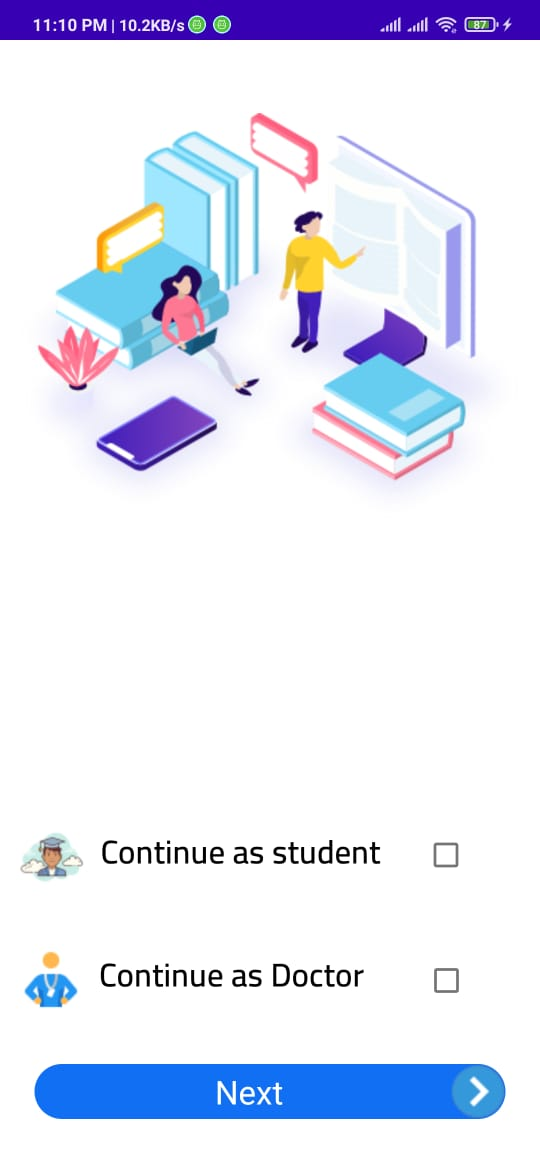 11:10 PM | 10.2KB/s
87
Continue as student
Continue as Doctor
Next